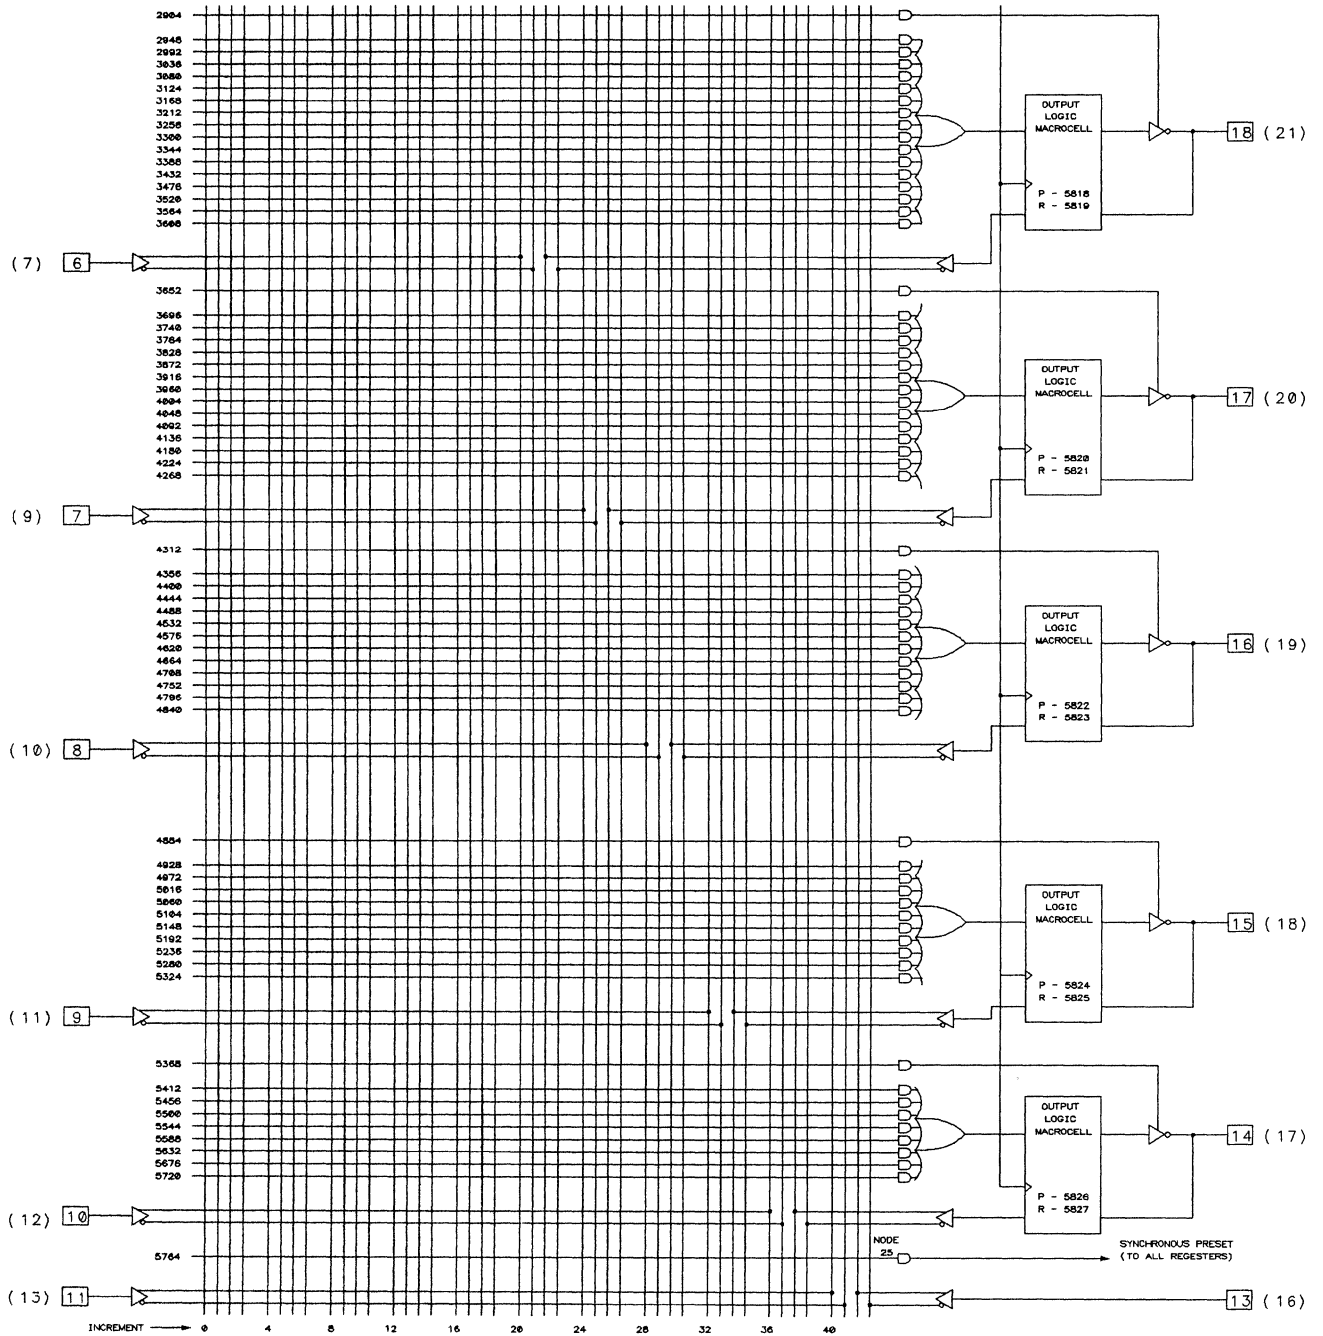 2904
2948
2992
3036
3080
3124
3168
3212
3256
3300
3344
3388
3432
3476
3520
3564
3608
OUTPUT
LOGIC
MACROCELL
P - 5818
R - 5819
18 (21)
(7) 6
3652
3696
3740
3784
3828
3872
3916
3960
4004
4048
4092
4136
4180
4224
4268
OUTPUT
LOGIC
MACROCELL
P - 5820
R - 5821
17 (20)
(9) 7
4312
4356
4400
4444
4488
4532
4576
4620
4664
4708
4752
4796
4840
OUTPUT
LOGIC
MACROCELL
P - 5822
R - 5823
16 (19)
(10) 8
4884
4928
4972
5016
5060
5104
5148
5192
5236
5280
5324
OUTPUT
LOGIC
MACROCELL
P - 5824
R - 5825
15 (18)
(11) 9
5368
5412
5456
5500
5544
5588
5632
5676
5720
OUTPUT
LOGIC
MACROCELL
P - 5826
R - 5827
14 (17)
(12) 10
5764
NODE
25
SYNCHRONOUS PRESET
(TO ALL REGESTERS)
(13) 11
13 (16)
INCREMENT 0 4 8 12 16 20 24 28 32 36 40